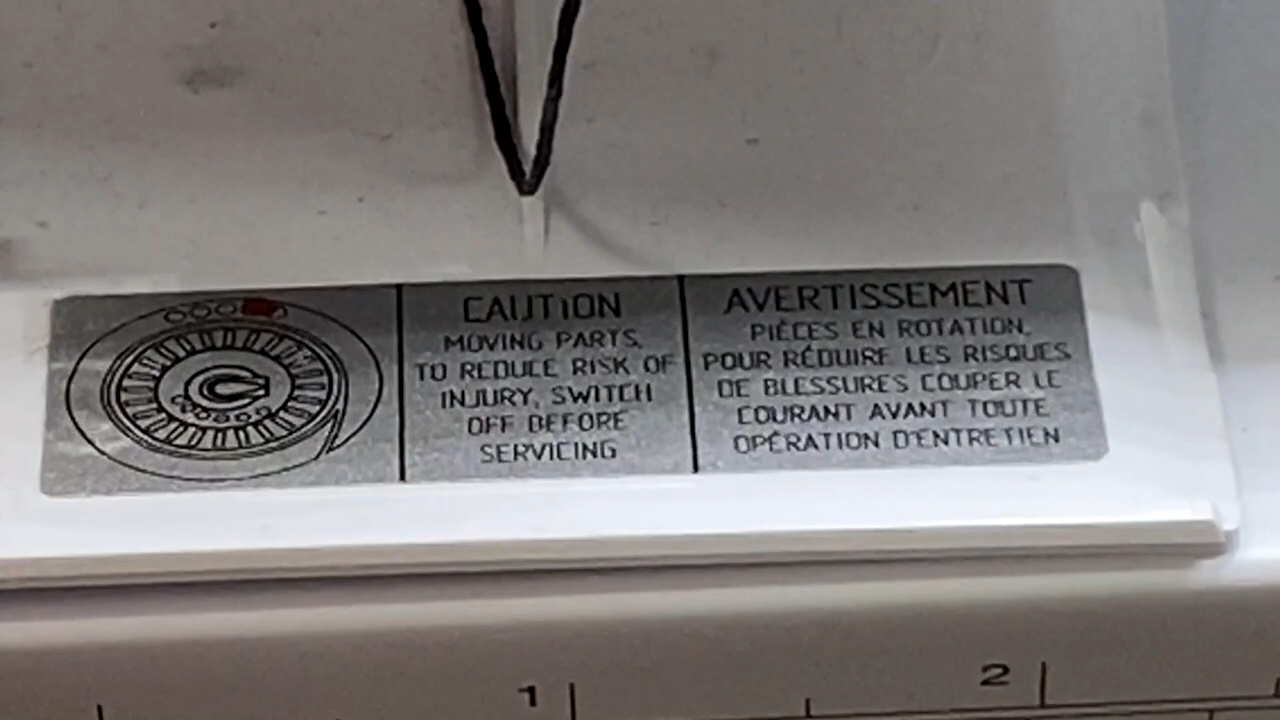 CAUTION
MOVING PARTS,
TO REDUCE RISK OF
INJURY, SWITCH
OFF BEFORE
SERVICING
AVERTISSEMENT
PIÈCES EN ROTATION,
POUR RÉDUIRE LES RISQUES
DE BLESSURES COUPER LE
COURANT AVANT TOUTE
OPÉRATION D'ENTRETIEN
1 2